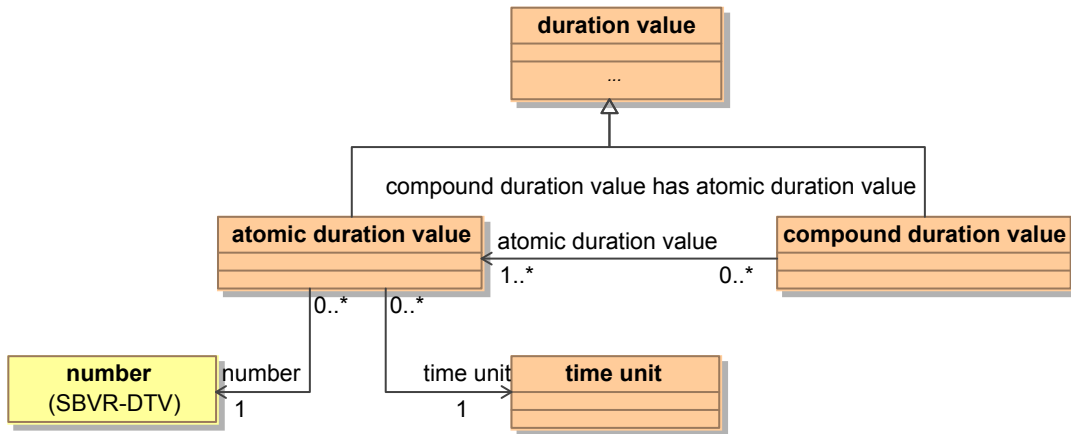 duration value
...
compound duration value has atomic duration value
atomic duration value
atomic duration value
compound duration value
1..*
0..*
0..*
0..*
number
(SBVR-DTV)
number
1
time unit
1
time unit